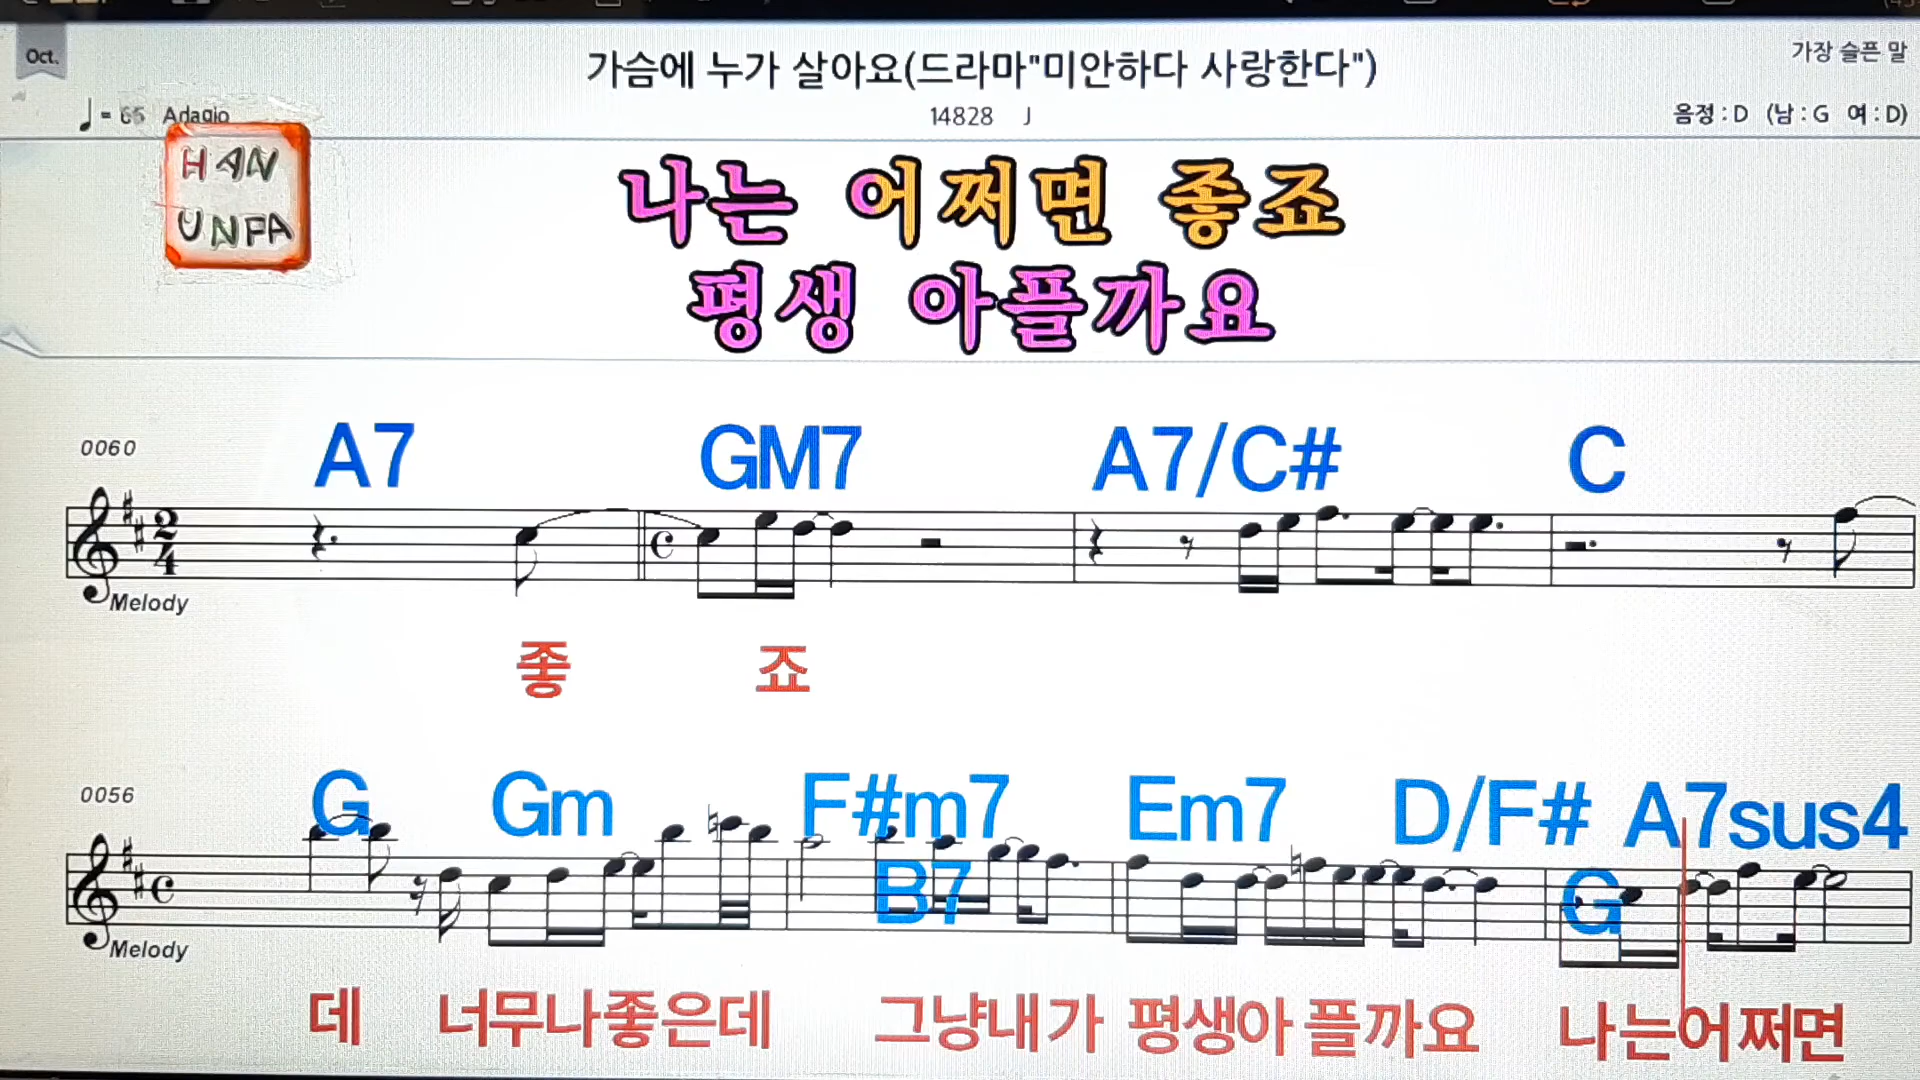 Oct.
가슴에 누가 살아요(드라마"미안하다 사랑한다")
가장 슬픈 말
♩= 65 Adagio
14828 J
음정 : D (남 : G 여 : D)
HAN
UNPA
나는 어쩌면 좋죠
평생 아플까요
0060
A7 GM7 A7/C# C
2
4
Melody
좋 죠
0056
G Gm F#m7 Em7 D/F# A7sus4
B7 G
Melody
데 너무나좋은데 그냥내가 평생아플까요 나는어쩌면